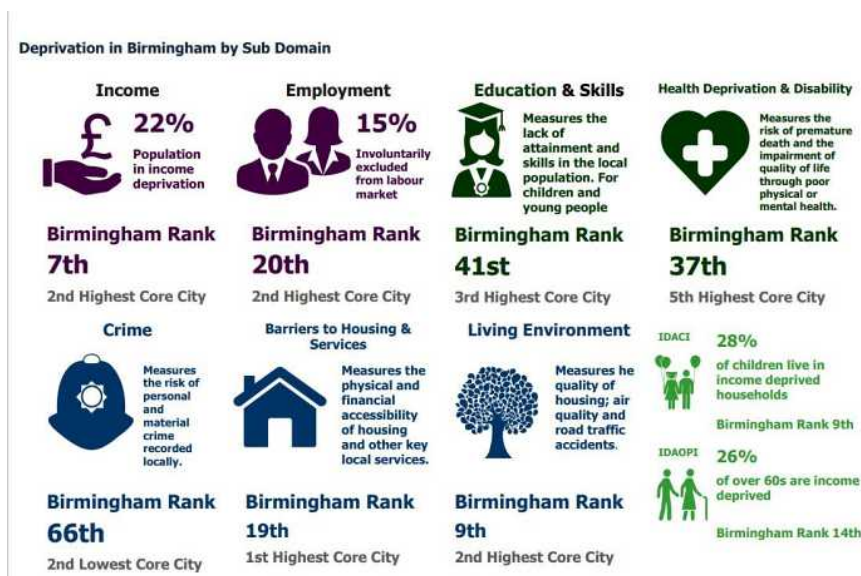 Deprivation in Birmingham by Sub Domain
Income
£
22%
Population
in income
deprivation
Birmingham Rank
7th
2nd Highest Core City
Employment
15%
Involuntarily
excluded
from labour
market
Birmingham Rank
20th
2nd Highest Core City
Education & Skills
Measures the
lack of
attainment and
skills in the local
population. For
children and
young people
Birmingham Rank
41st
3rd Highest Core City
Health Deprivation & Disability
Measures the
risk of premature
death and the
impairment of
quality of life
through poor
physical or
mental health.
Birmingham Rank
37th
5th Highest Core City
Crime
Measures
the risk of
personal
and
material
crime
recorded
locally.
Birmingham Rank
66th
2nd Lowest Core City
Barriers to Housing &
Services
Measures the
physical and
financial
accessibility
of housing
and other key
local services.
Birmingham Rank
19th
1st Highest Core City
Living Environment
Measures he
quality of
housing; air
quality and
road traffic
accidents.
Birmingham Rank
9th
2nd Highest Core City
IDACI
28%
of children live in
income deprived
households
Birmingham Rank 9th
IDAOPI
26%
of over 60s are income
deprived
Birmingham Rank 14th